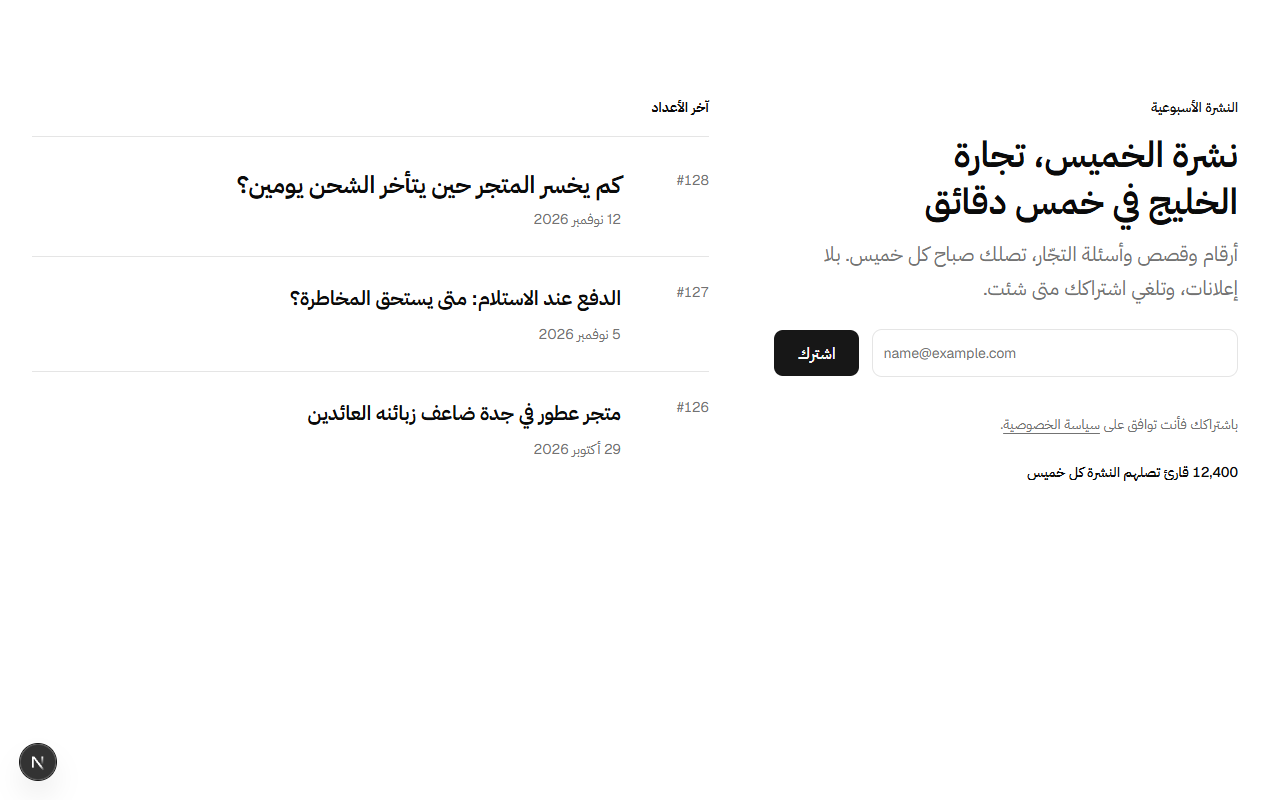 النشرة الأسبوعية
نشرة الخميس، تجارة
الخليج في خمس دقائق
أرقام وقصص وأسئلة التجّار، تصلك صباح كل خميس. بلا
إعلانات، وتلغي اشتراكك متى شئت.
name@example.com
اشترك
باشتراكك فأنت توافق على سياسة الخصوصية.
12,400 قارئ تصلهم النشرة كل خميس
آخر الأعداد
#128
كم يخسر المتجر حين يتأخر الشحن يومين؟
12 نوفمبر 2026
#127
الدفع عند الاستلام: متى يستحق المخاطرة؟
5 نوفمبر 2026
#126
متجر عطور في جدة ضاعف زبائنه العائدين
29 أكتوبر 2026
N